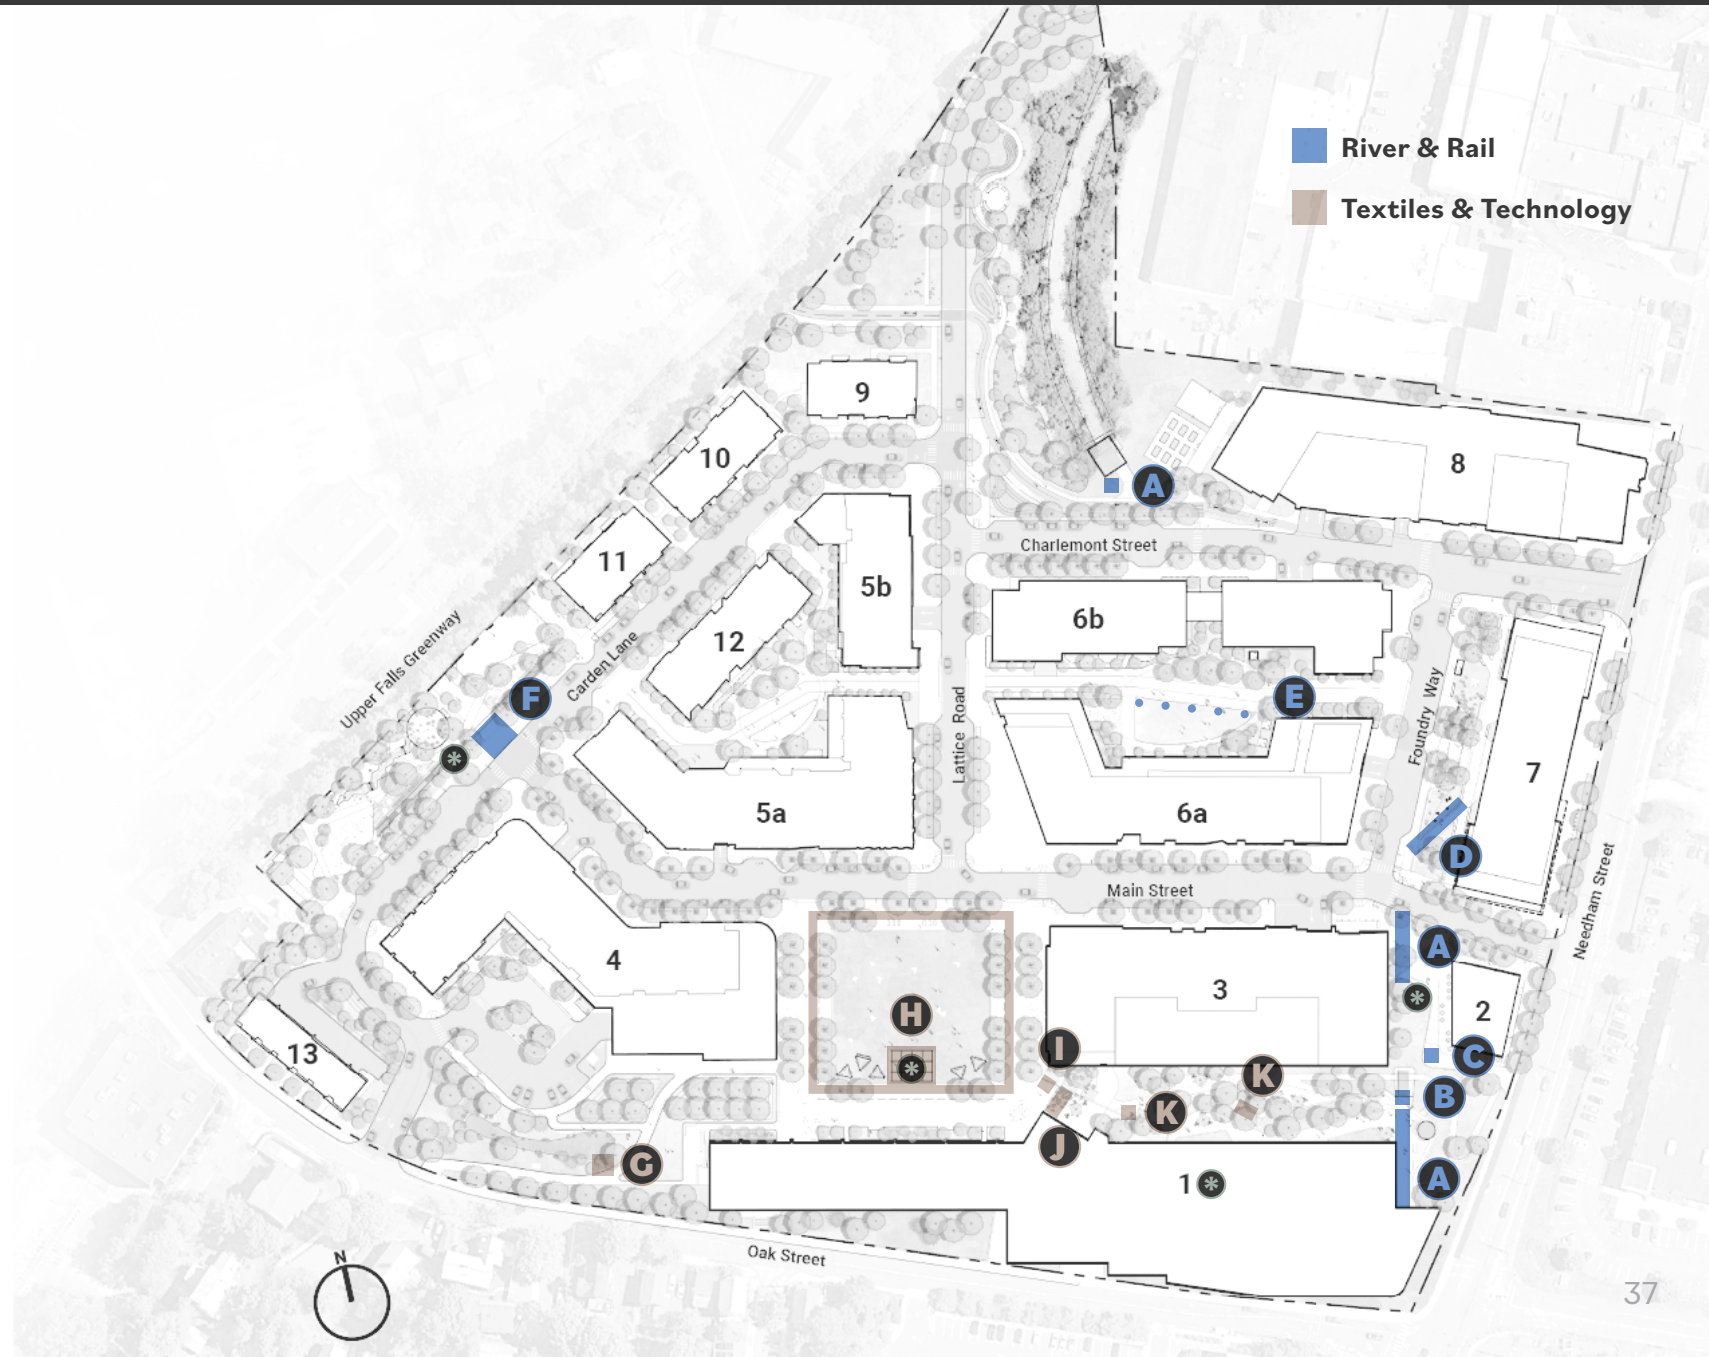 River & Rail
Textiles & Technology
9
10
8
A
11
Charlemont Street
5b
6b
12
Upper Falls Greenway
Carden Lane
F
E
Lattice Road
Foundry Way
*
7
5a
6a
D
Main Street
Needham Street
A
4
3
*
2
H
I
13
*
C
K
B
K
J
G
A
1 *
Oak Street
N
37